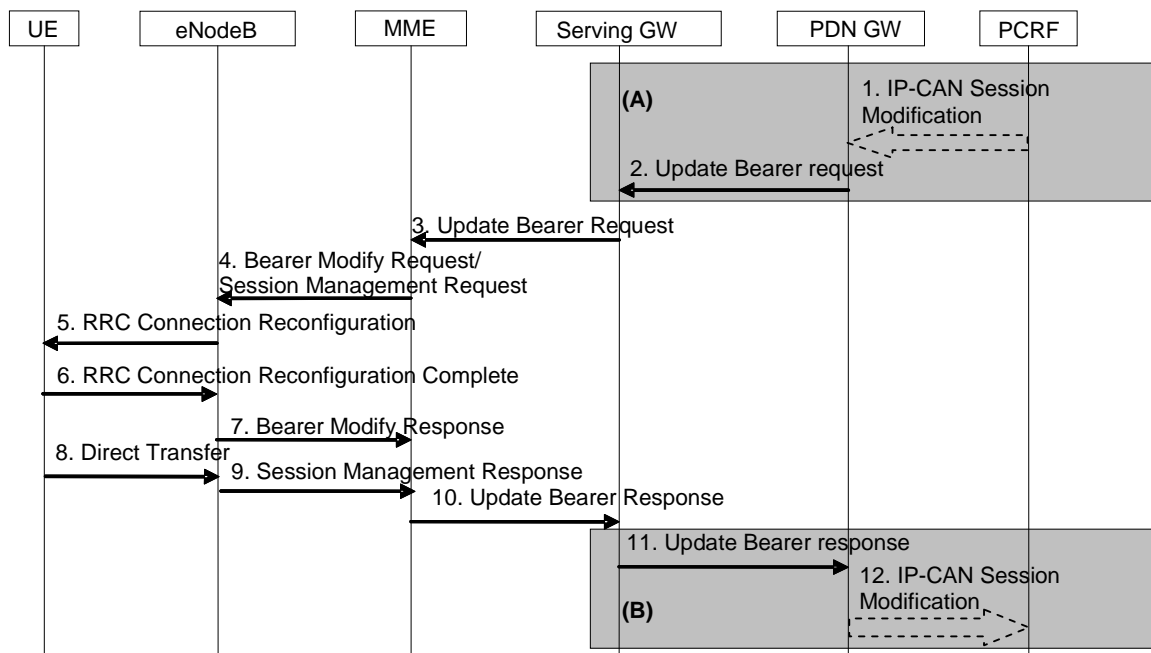 UE
eNodeB
MME
Serving GW
PDN GW
PCRF
(A)
1. IP-CAN Session
Modification
2. Update Bearer request
3. Update Bearer Request
4. Bearer Modify Request/
Session Management Request
5. RRC Connection Reconfiguration
6. RRC Connection Reconfiguration Complete
7. Bearer Modify Response
8. Direct Transfer
9. Session Management Response
10. Update Bearer Response
11. Update Bearer response
12. IP-CAN Session
Modification
(B)